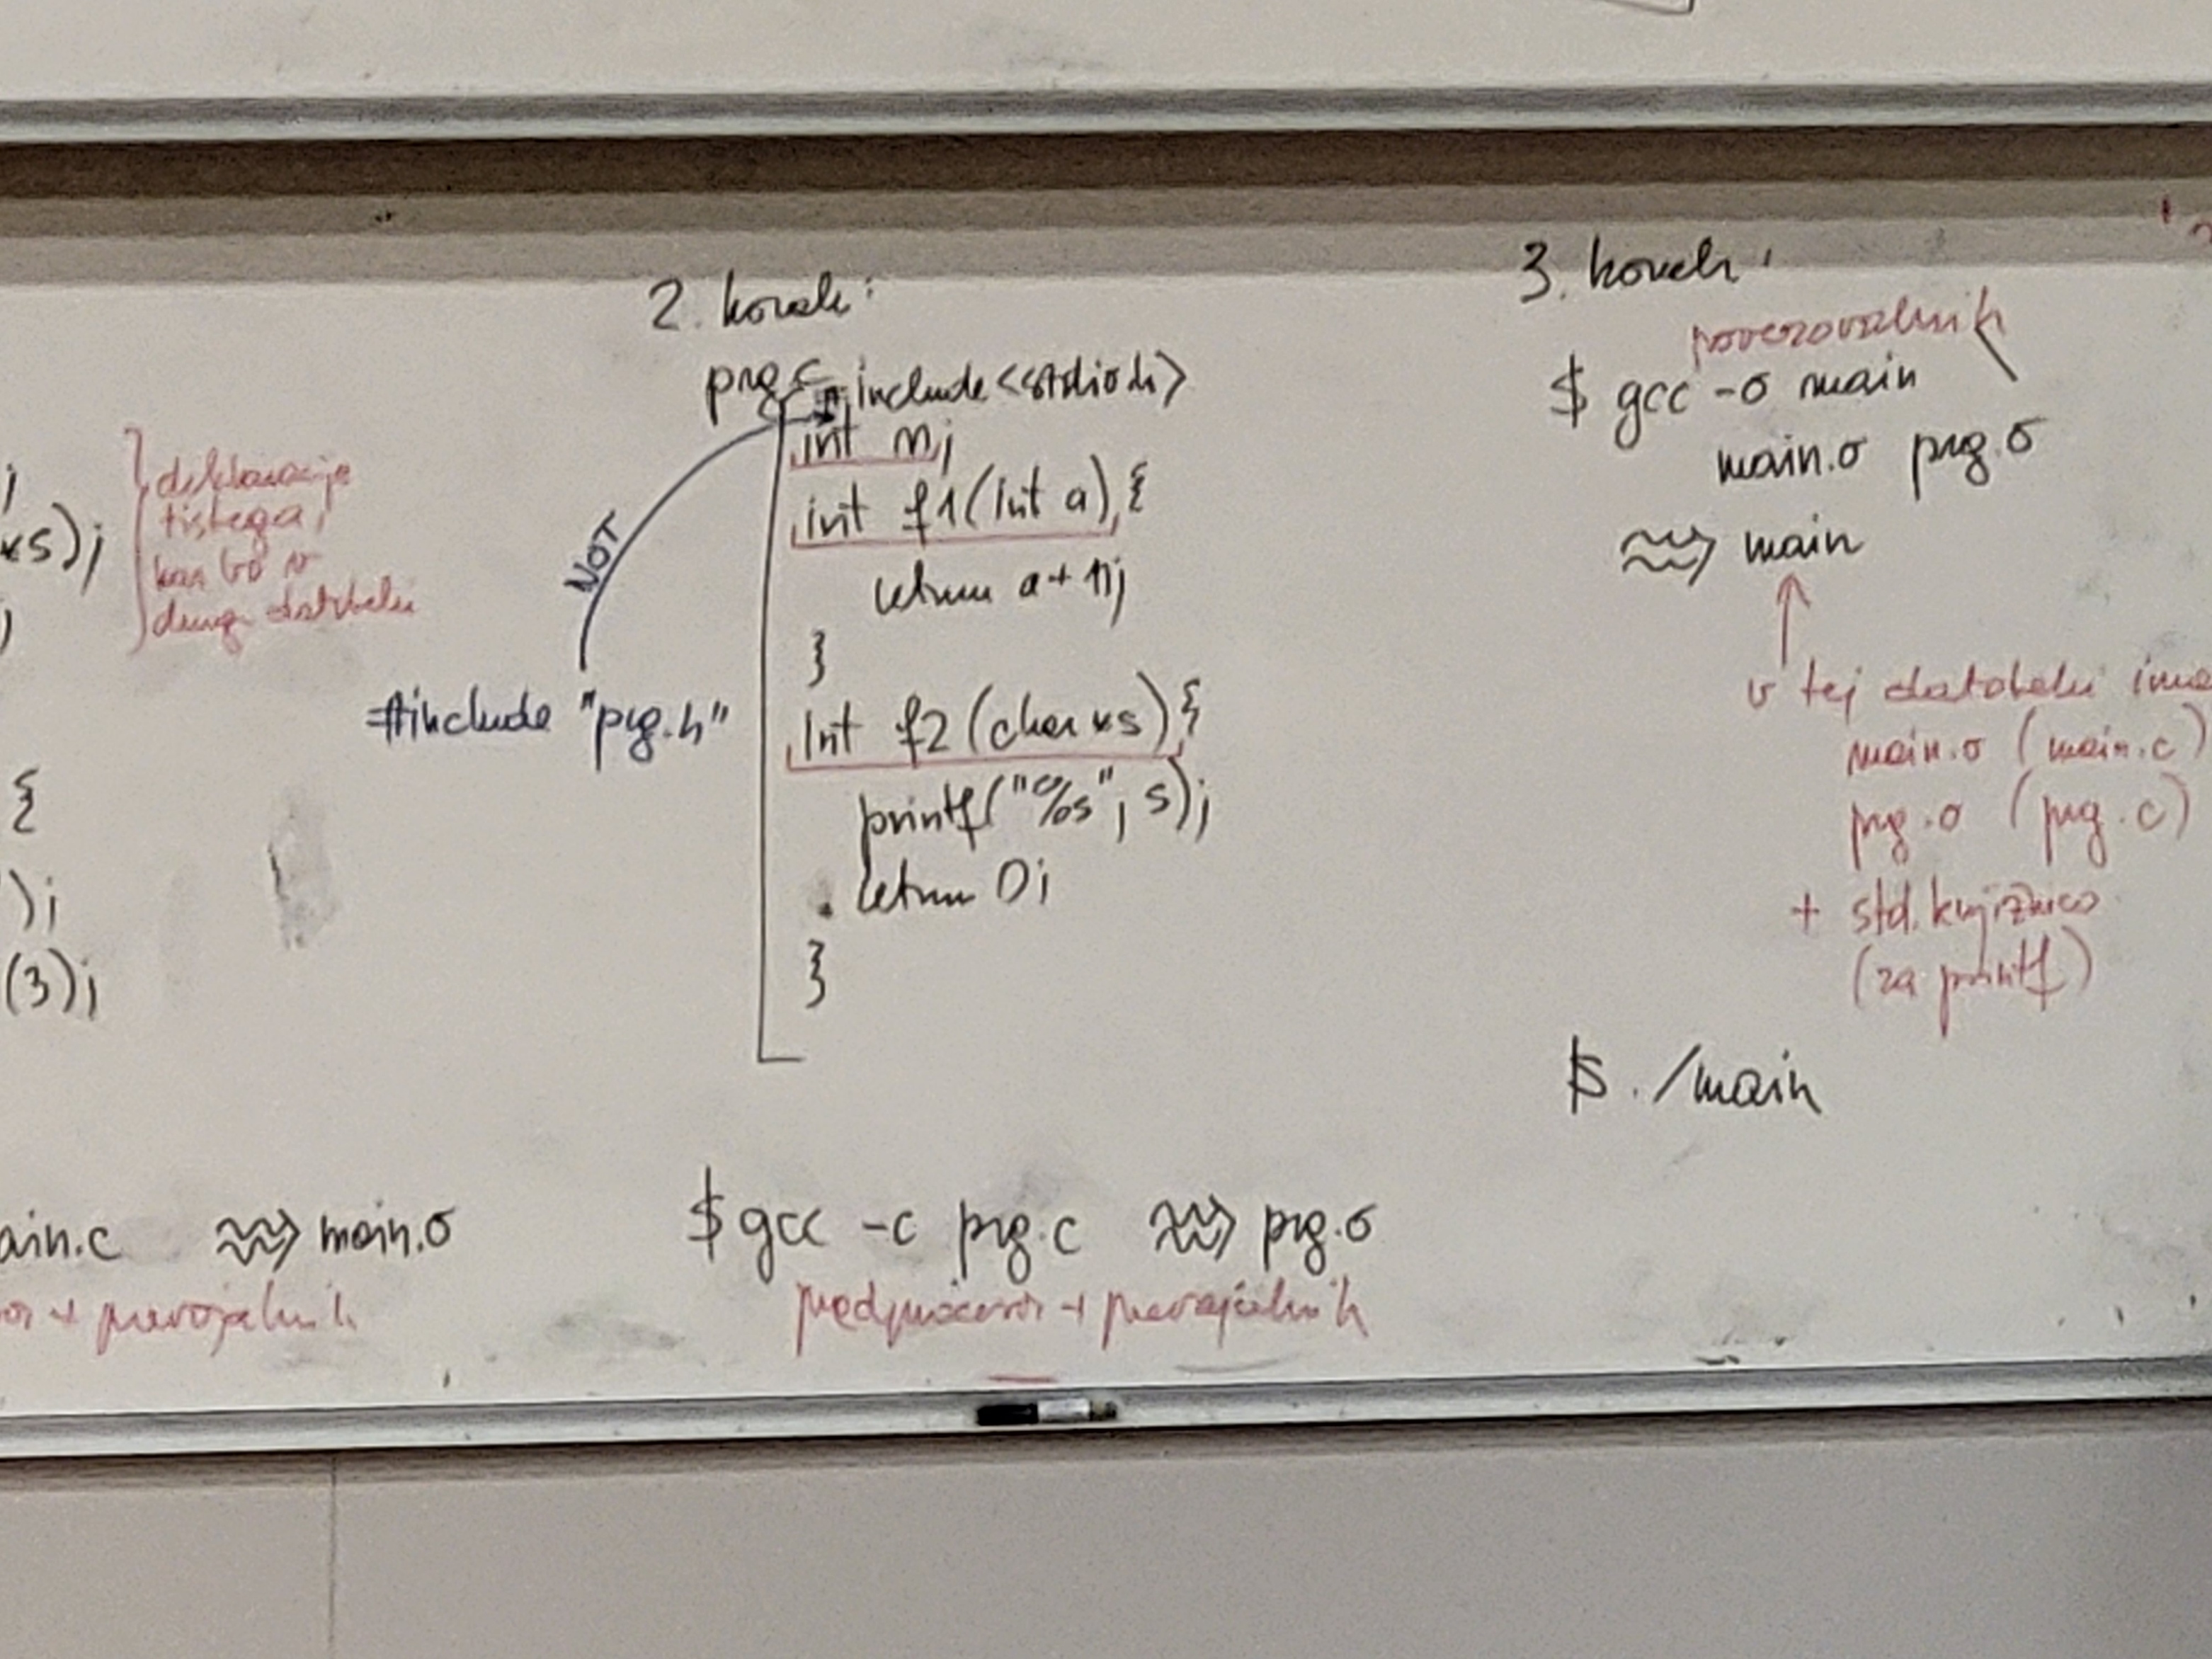 ;
*s);
;
{
);
(3);
deklaracije
tistega,
kar bo v
drugi datoteki
ain.c ⇝ main.o
or + prevajalnik
2. korak:
prg.c
#include <stdio.h>
int n;
int f1(int a) {
return a + n;
}
int f2(char *s) {
printf("%s", s);
return 0;
}
NOT
#include "prg.h"
$ gcc -c prg.c ⇝ prg.o
predprocesor + prevajalnik
3. korak:
povezovalnik
$ gcc -o main
main.o prg.o
⇝ main
v tej datoteki ima
main.o (main.c)
prg.o (prg.c)
+ std. knjižnico
(za printf)
$ ./main